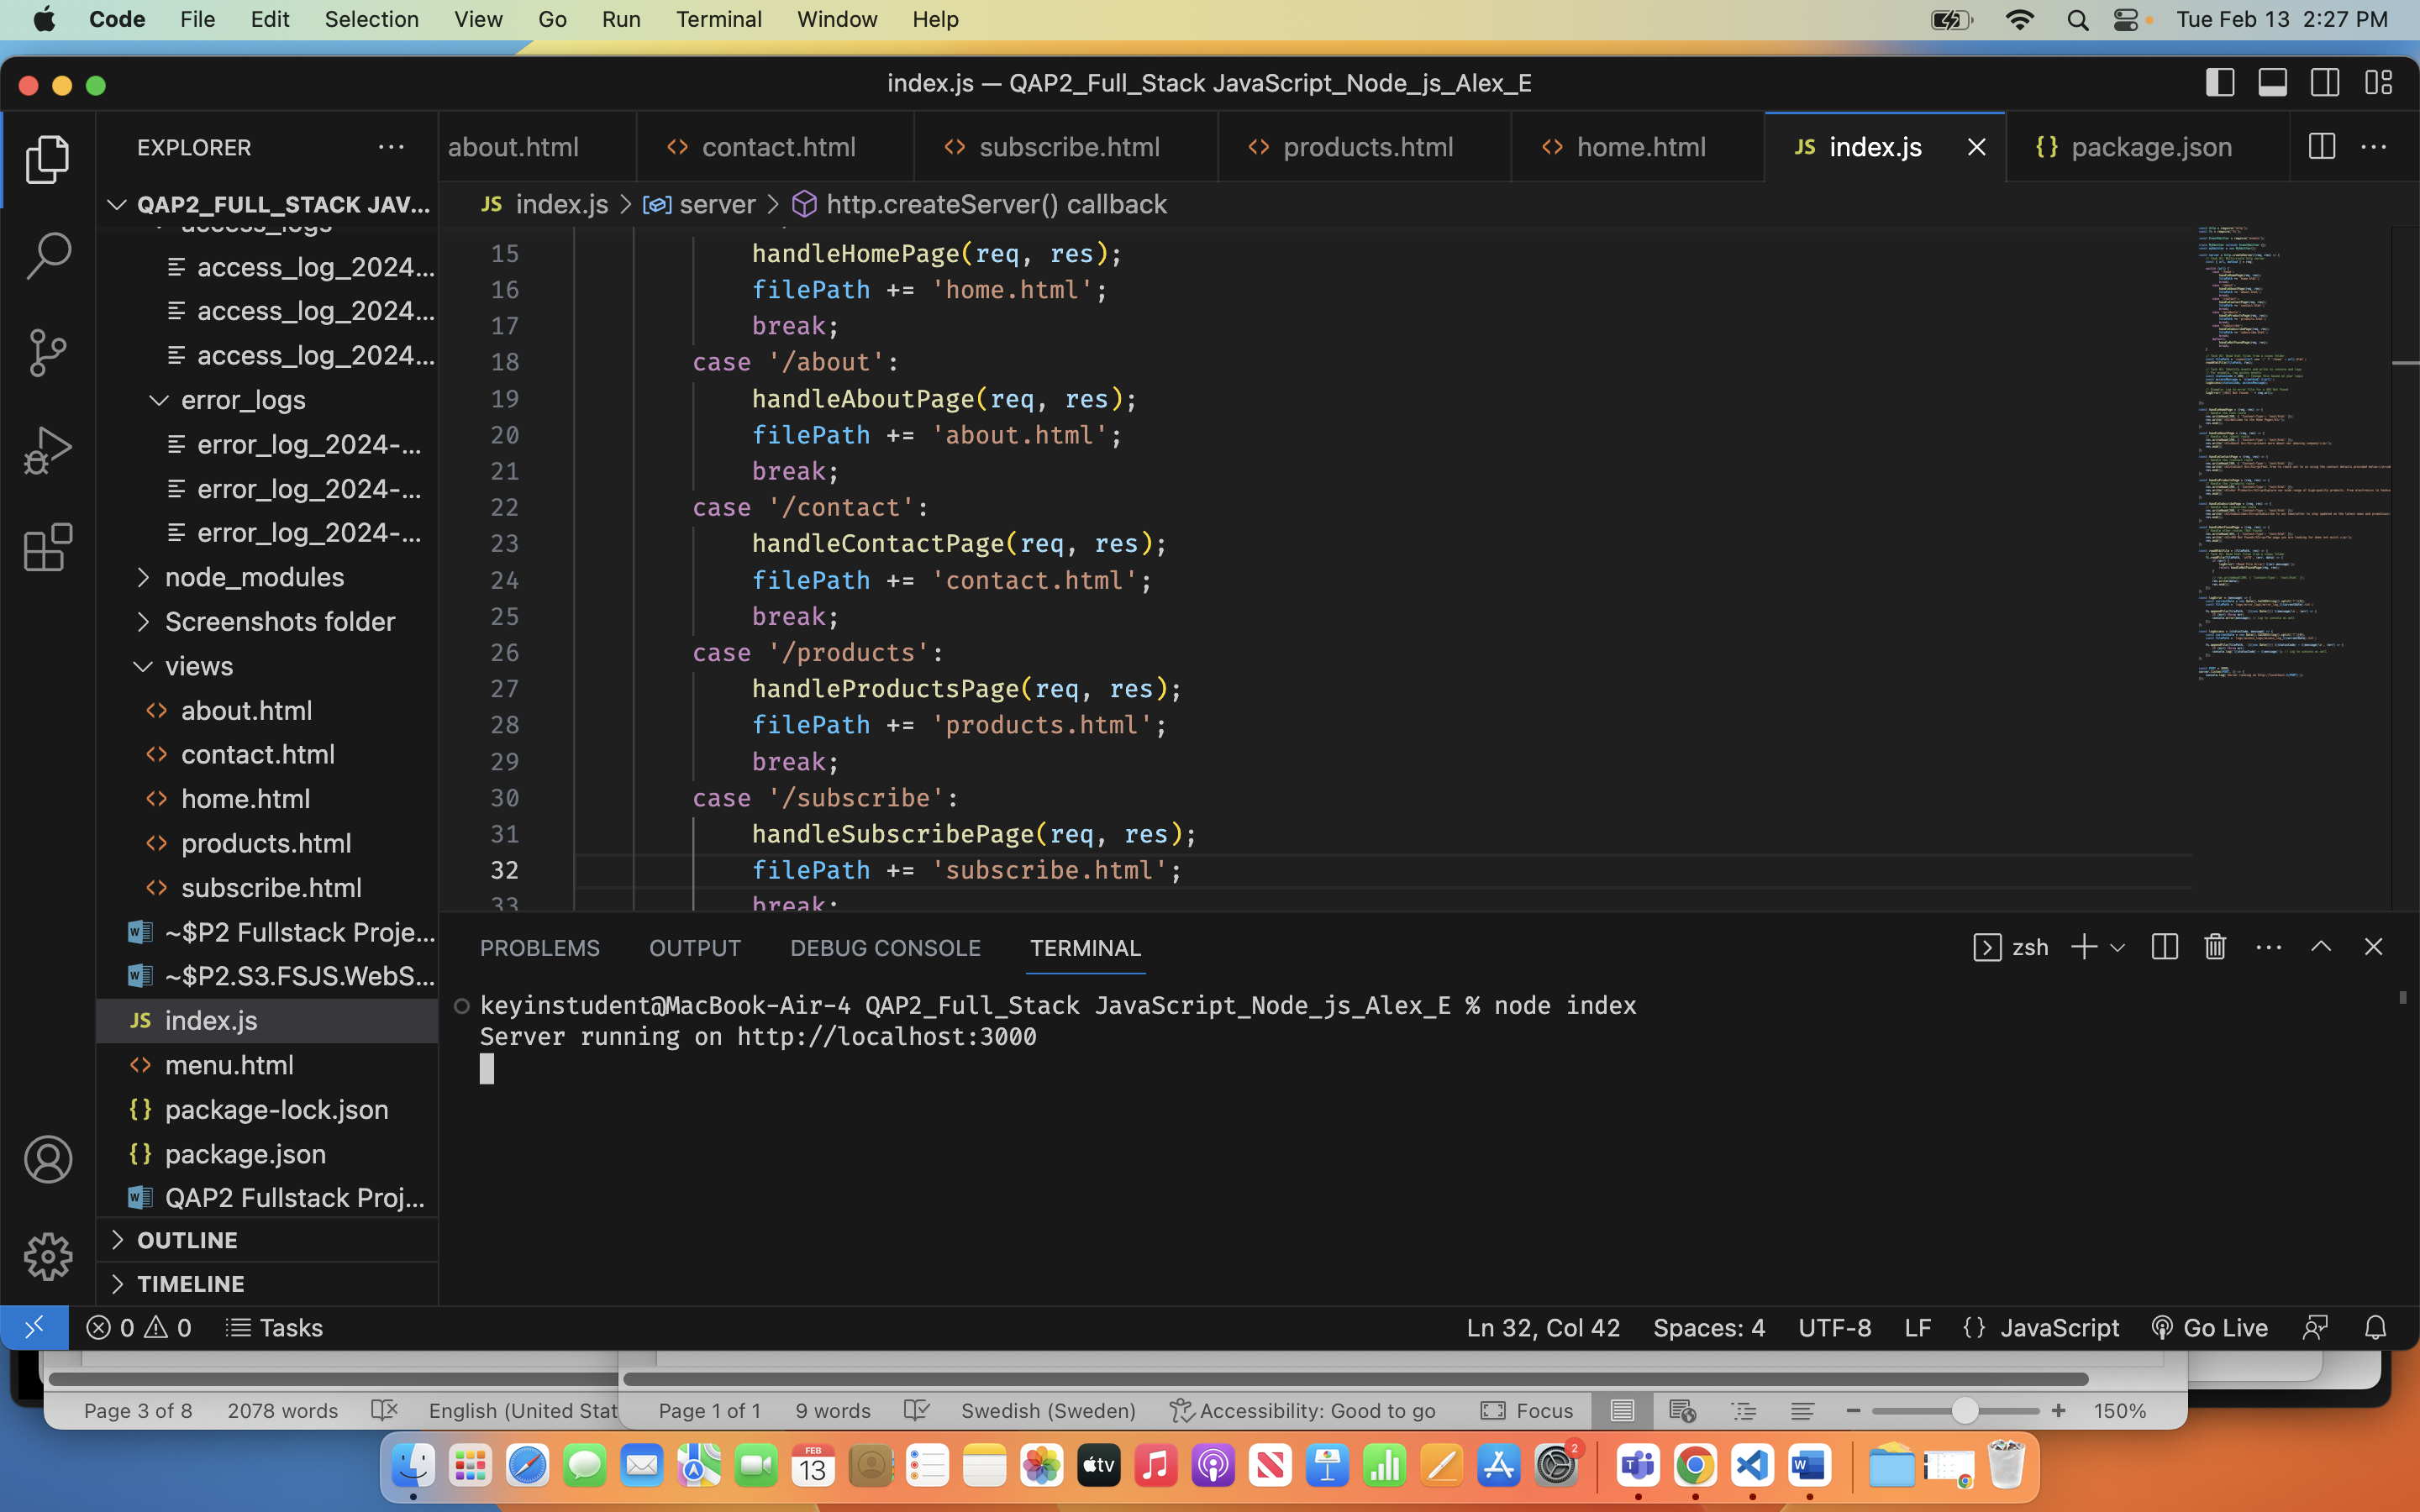 Code File Edit Selection View Go Run Terminal Window Help
Tue Feb 13 2:27 PM
index.js — QAP2_Full_Stack JavaScript_Node_js_Alex_E
EXPLORER
about.html
contact.html
subscribe.html
products.html
home.html
JS index.js
{} package.json
QAP2_FULL_STACK JAV...
JS index.js > server > http.createServer() callback
access_logs
access_log_2024...
access_log_2024...
access_log_2024...
error_logs
error_log_2024-...
error_log_2024-...
error_log_2024-...
node_modules
Screenshots folder
views
about.html
contact.html
home.html
products.html
subscribe.html
~$P2 Fullstack Proje...
~$P2.S3.FSJS.WebS...
JS index.js
menu.html
{} package-lock.json
{} package.json
QAP2 Fullstack Proj...
OUTLINE
TIMELINE
15 handleHomePage(req, res);
16 filePath += 'home.html';
17 break;
18 case '/about':
19 handleAboutPage(req, res);
20 filePath += 'about.html';
21 break;
22 case '/contact':
23 handleContactPage(req, res);
24 filePath += 'contact.html';
25 break;
26 case '/products':
27 handleProductsPage(req, res);
28 filePath += 'products.html';
29 break;
30 case '/subscribe':
31 handleSubscribePage(req, res);
32 filePath += 'subscribe.html';
33 break;
PROBLEMS OUTPUT DEBUG CONSOLE TERMINAL
zsh
keyinstudent@MacBook-Air-4 QAP2_Full_Stack JavaScript_Node_js_Alex_E % node index
Server running on http://localhost:3000
0 0 Tasks
Ln 32, Col 42 Spaces: 4 UTF-8 LF {} JavaScript Go Live
Page 3 of 8 2078 words English (United Stat
Page 1 of 1 9 words Swedish (Sweden) Accessibility: Good to go Focus 150%
FEB
13
tv
2